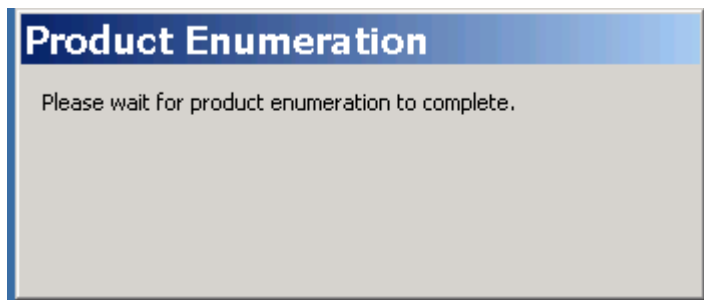 Product Enumeration
Please wait for product enumeration to complete.